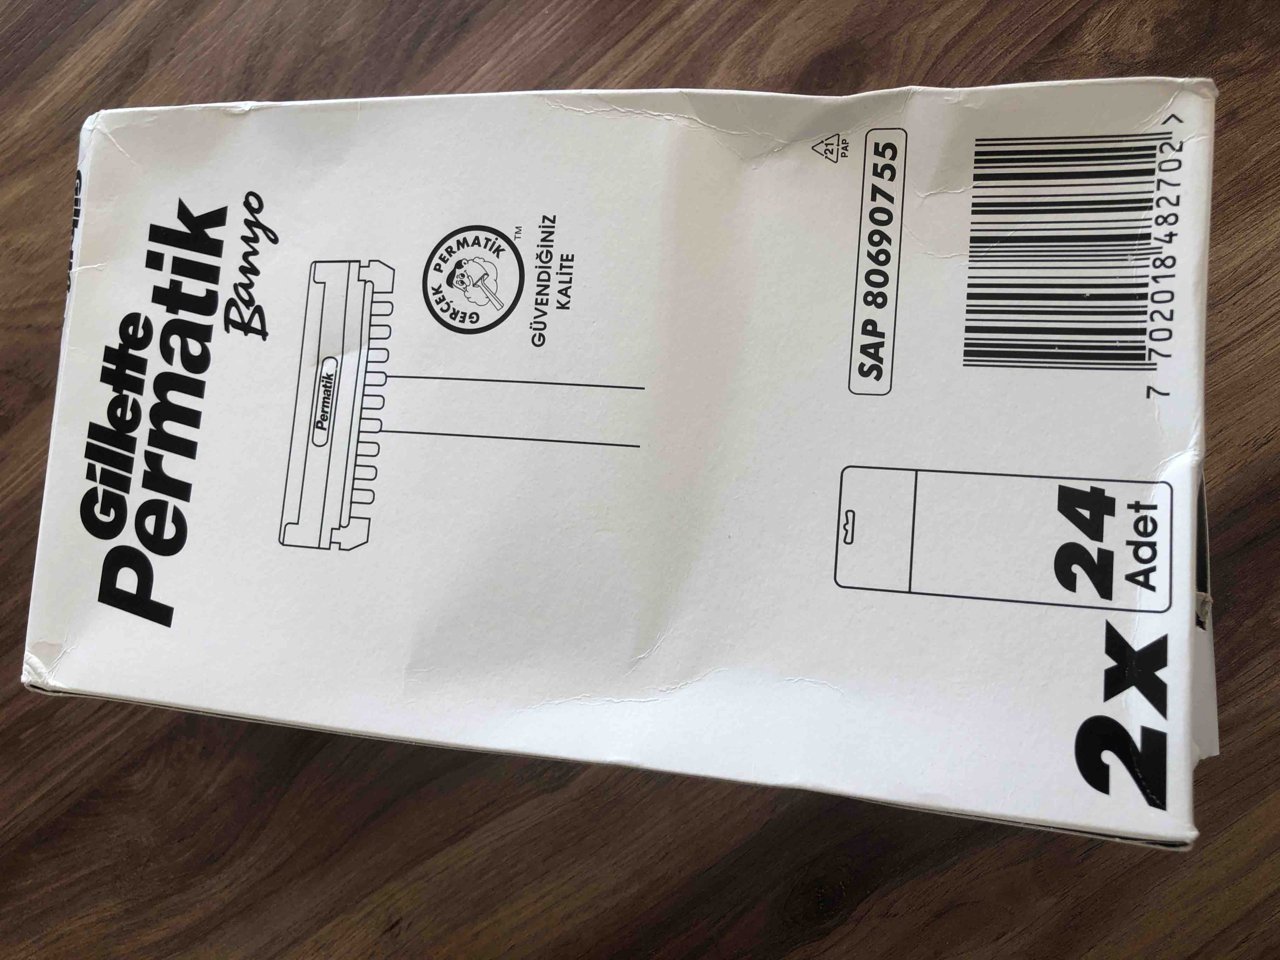 Gillette
Permatik
Banyo
Permatik
GERÇEK PERMATİK
TM
GÜVENDİĞİNİZ
KALİTE
21
PAP
SAP 80690755
7 702018 482702 >
2x 24
Adet